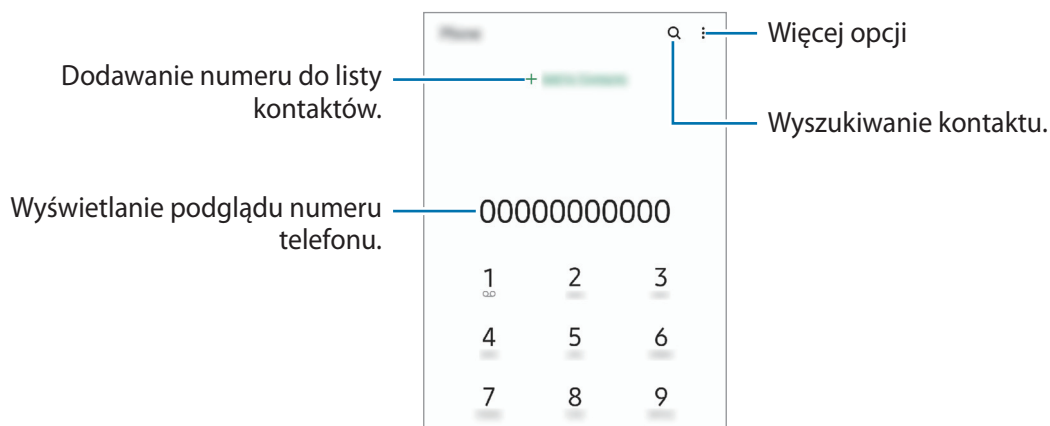 Więcej opcji
Dodawanie numeru do listy
kontaktów.
Wyszukiwanie kontaktu.
Wyświetlanie podglądu numeru
telefonu.
00000000000
1 2 3
4 5 6
7 8 9